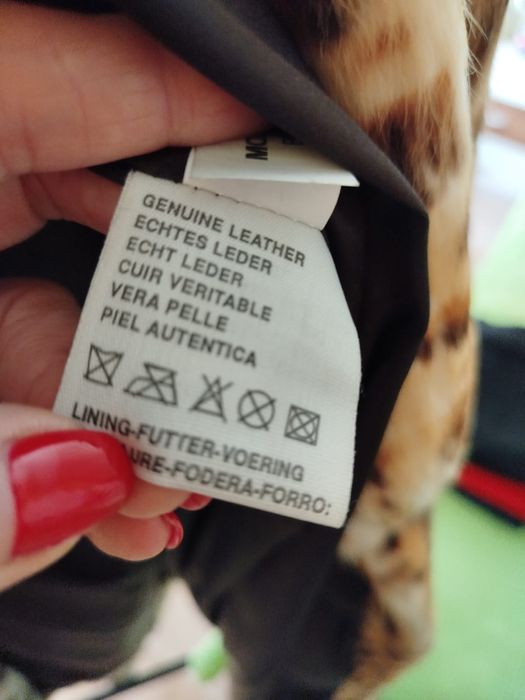 GENUINE LEATHER
ECHTES LEDER
ECHT LEDER
CUIR VERITABLE
VERA PELLE
PIEL AUTENTICA
LINING-FUTTER-VOERING
URE-FODERA-FORRO: